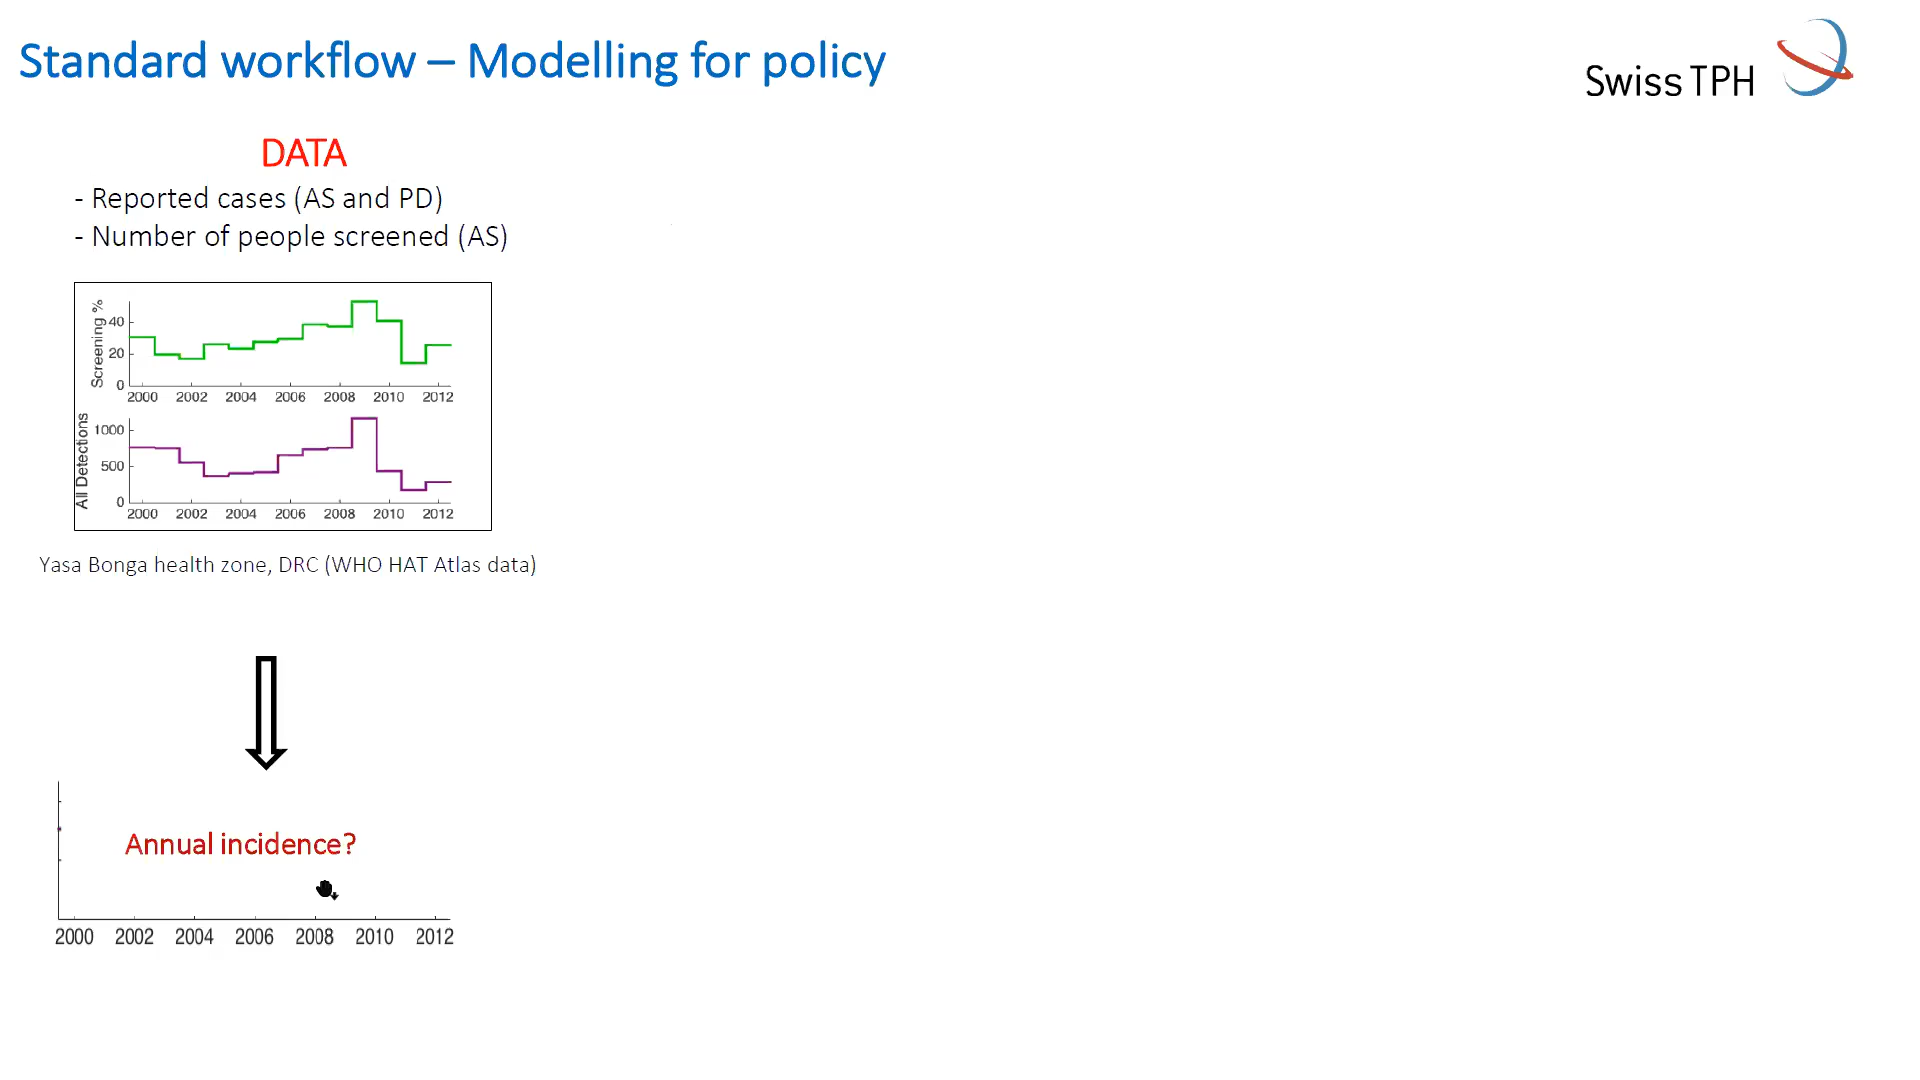 Standard workflow – Modelling for policy
Swiss TPH
DATA
- Reported cases (AS and PD)
- Number of people screened (AS)
Screening %
40
20
0
2000 2002 2004 2006 2008 2010 2012
All Detections
1000
500
0
2000 2002 2004 2006 2008 2010 2012
Yasa Bonga health zone, DRC (WHO HAT Atlas data)
Annual incidence?
2000 2002 2004 2006 2008 2010 2012